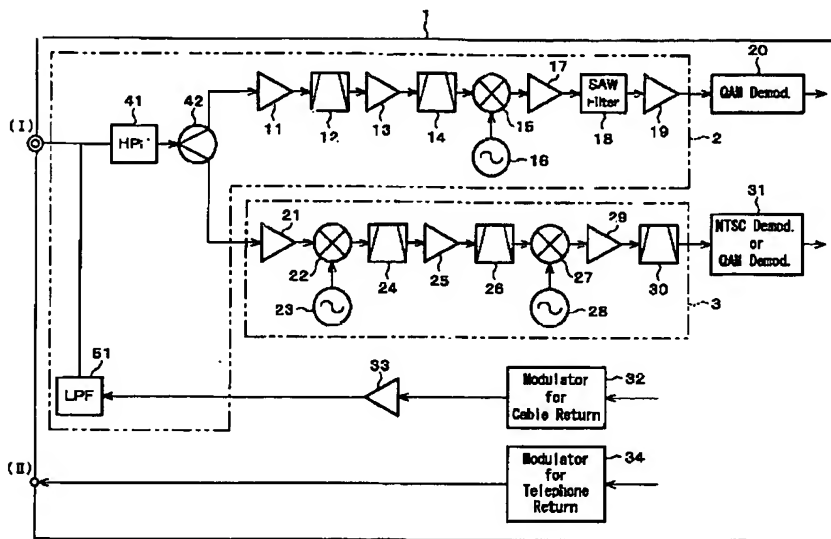 1
41
42
11
12
13
14
15
16
17
SAW
Filter
18
19
20
QAM Demod.
2
(I)
HPF
21
22
23
24
25
26
27
28
29
30
3
31
NTSC Demod.
or
QAM Demod.
51
LPF
33
Modulator
for
Cable Return
32
(II)
Modulator
for
Telephone
Return
34